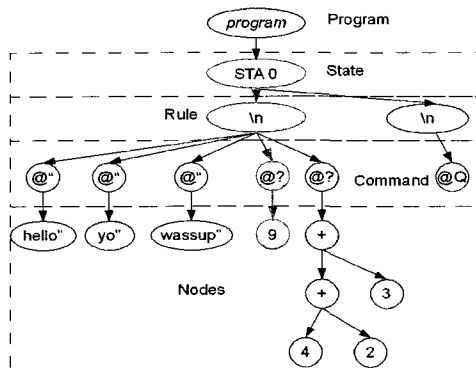 program Program
STA 0 State
Rule \n \n
@" @" @" @? @? Command @Q
hello" yo" wassup" 9 +
Nodes + 3
4 2